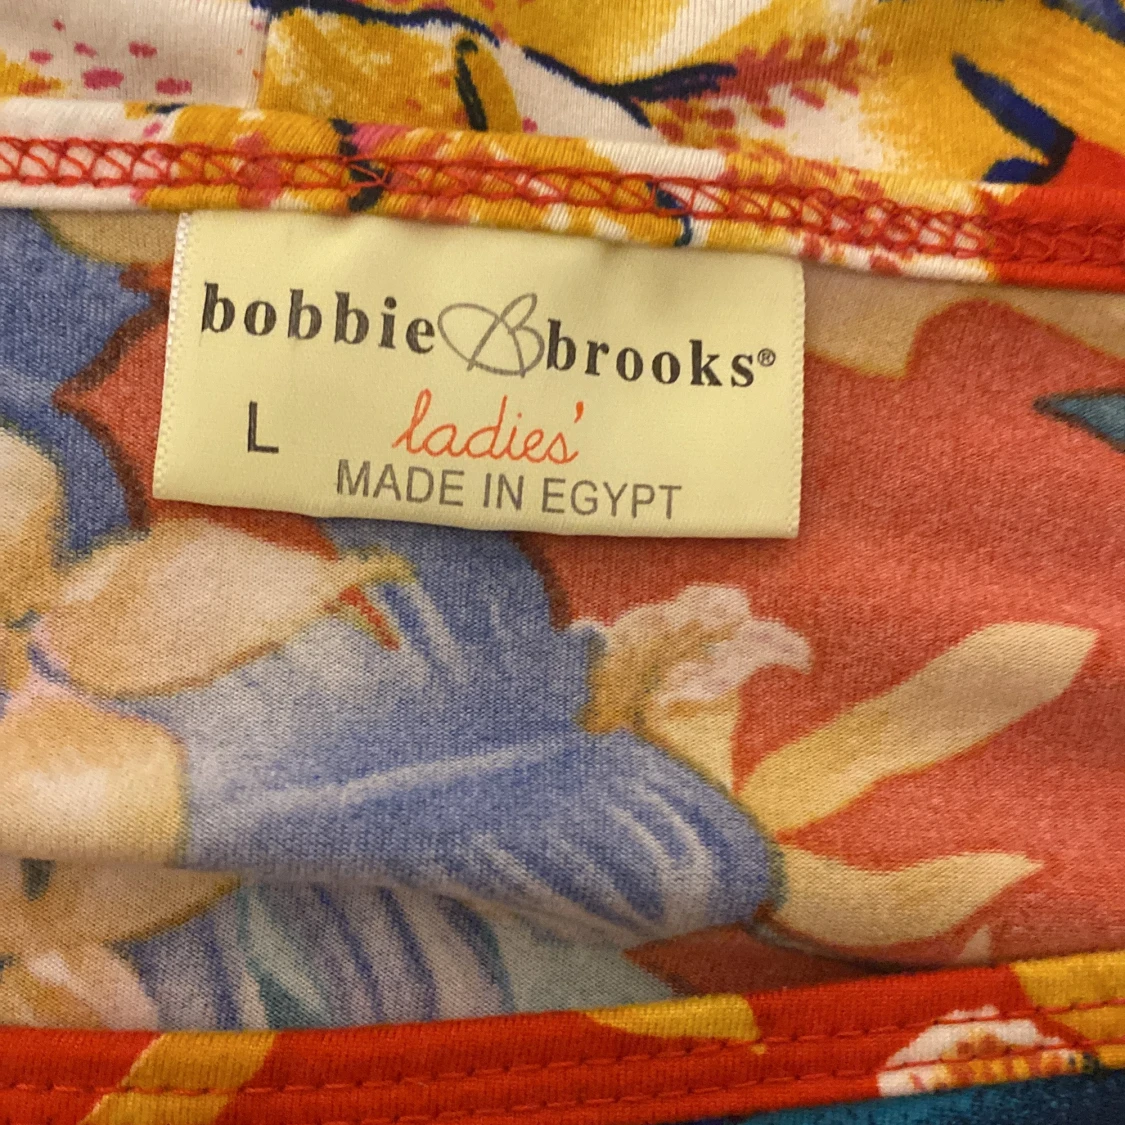 bobbie B brooks®
L ladies'
MADE IN EGYPT